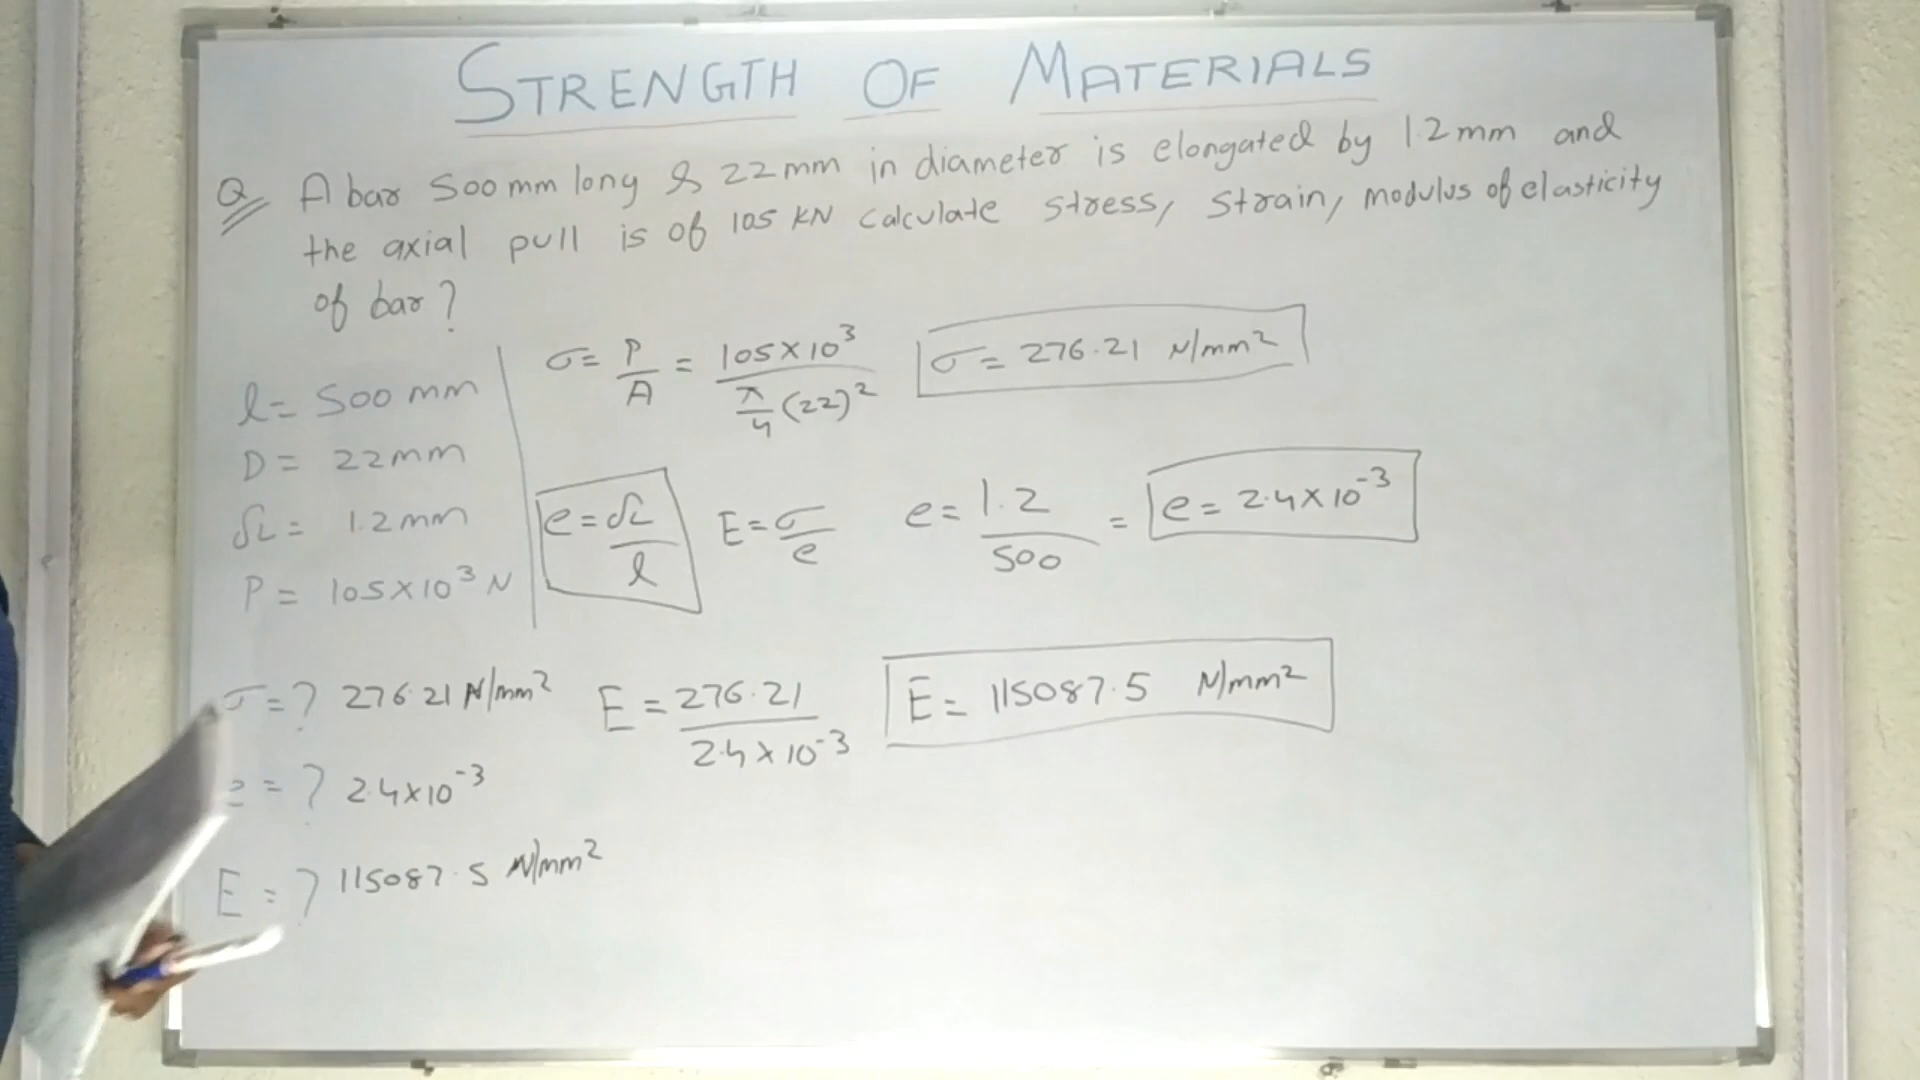 STRENGTH OF MATERIALS
Q A bar 500 mm long & 22 mm in diameter is elongated by 1.2 mm and
the axial pull is of 105 KN calculate stress, strain, modulus of elasticity
of bar?
l = 500 mm
D = 22mm
δL = 1.2 mm
P = 105×10³ N
σ = P/A = 105×10³ / π/4 (22)²
σ = 276.21 N/mm²
e = δL/l
E = σ/e
e = 1.2/500 =
e = 2.4×10⁻³
σ = ? 276.21 N/mm²
E = 276.21 / 2.4×10⁻³
E = 115087.5 N/mm²
e = ? 2.4×10⁻³
E = ? 115087.5 N/mm²